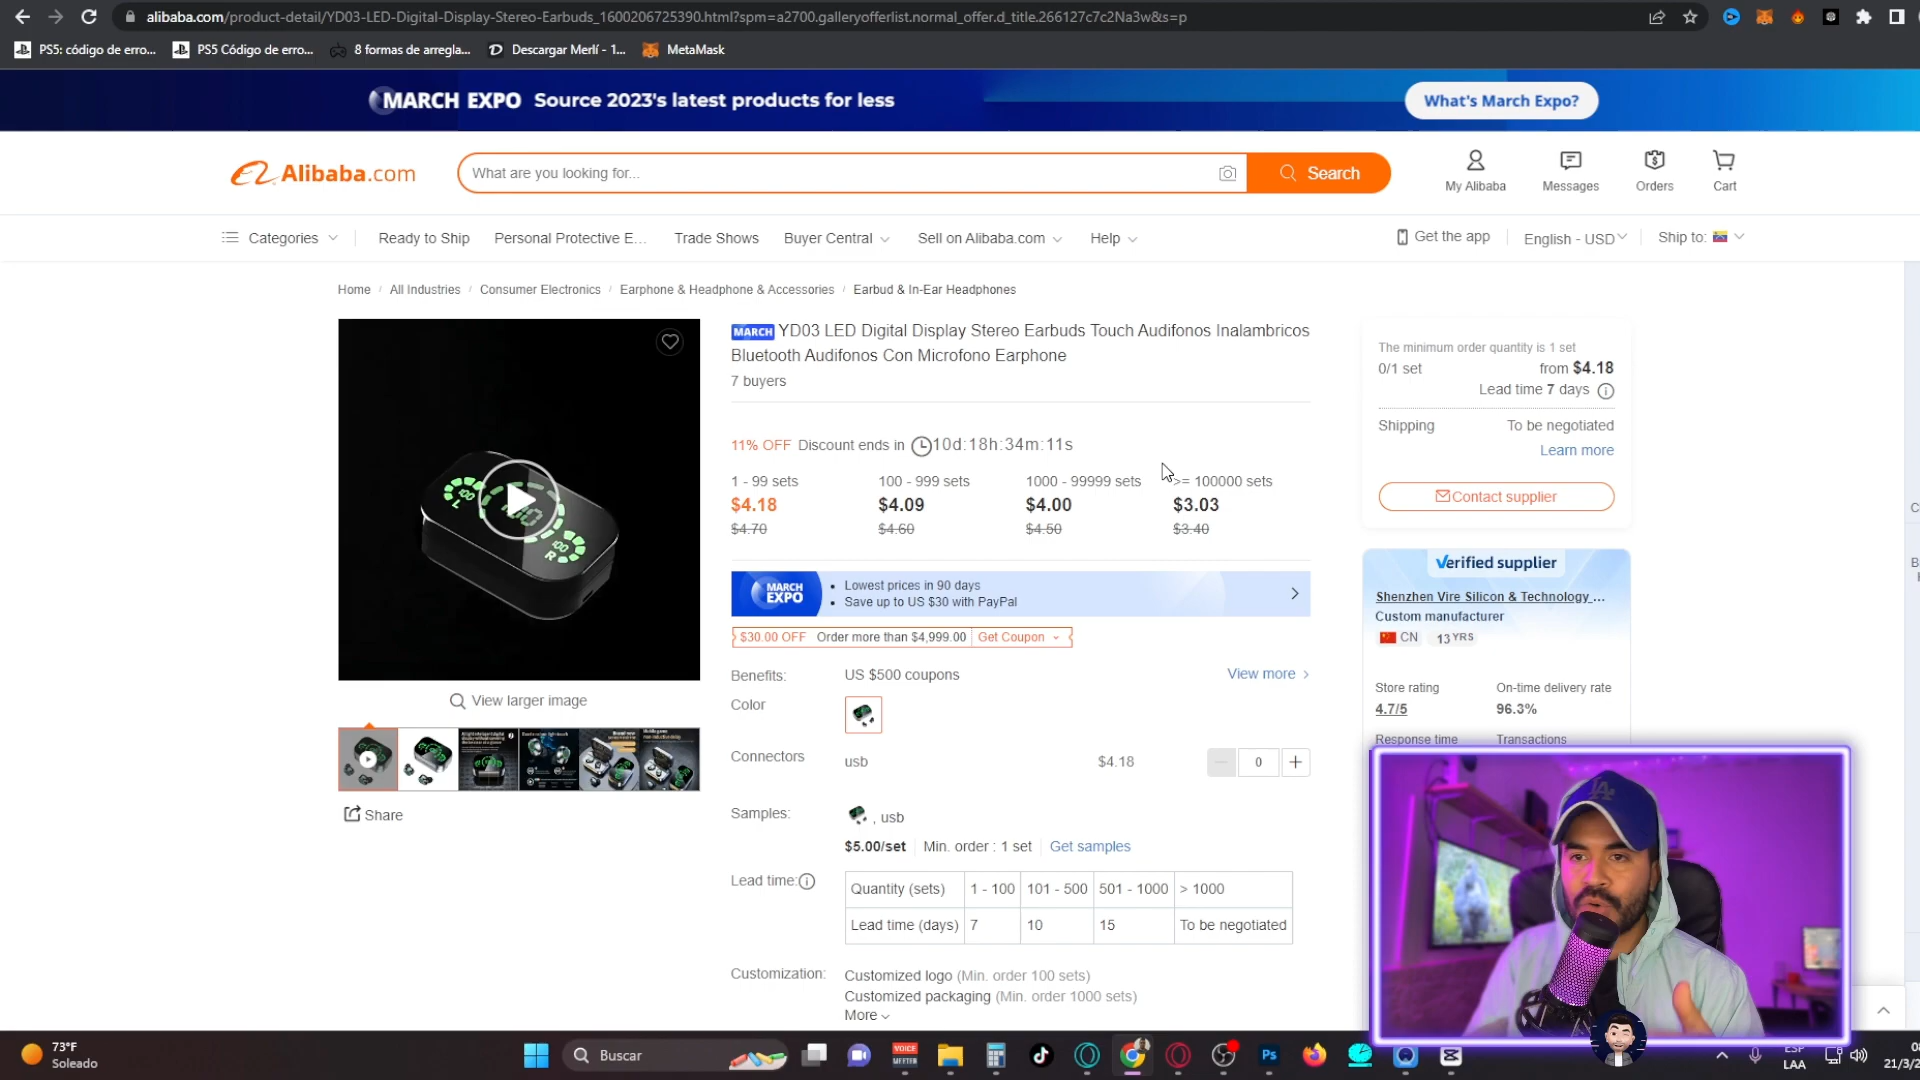 alibaba.com/product-detail/YD03-LED-Digital-Display-Stereo-Earbuds_1600206725390.html?spm=a2700.galleryofferlist.normal_offer.d_title.266127c7c2Na3w&s=p
PS5: código de erro... PS5 Código de erro... 8 formas de arregla... Descargar Merlí - 1... MetaMask
MARCH EXPO Source 2023's latest products for less What's March Expo?
Alibaba.com What are you looking for... Search My Alibaba Messages Orders Cart
Categories Ready to Ship Personal Protective E... Trade Shows Buyer Central Sell on Alibaba.com Help Get the app English - USD Ship to:
Home / All Industries / Consumer Electronics / Earphone & Headphone & Accessories / Earbud & In-Ear Headphones
MARCH YD03 LED Digital Display Stereo Earbuds Touch Audifonos Inalambricos
Bluetooth Audifonos Con Microfono Earphone
7 buyers
11% OFF Discount ends in 10d:18h:34m:11s
1 - 99 sets 100 - 999 sets 1000 - 99999 sets >= 100000 sets
$4.18 $4.09 $4.00 $3.03
$4.70 $4.60 $4.50 $3.40
MARCH EXPO
Lowest prices in 90 days
Save up to US $30 with PayPal
$30.00 OFF Order more than $4,999.00 Get Coupon
Benefits: US $500 coupons View more
Color
Connectors usb $4.18 0
Samples: , usb
$5.00/set Min. order : 1 set Get samples
Lead time: Quantity (sets) 1 - 100 101 - 500 501 - 1000 > 1000
Lead time (days) 7 10 15 To be negotiated
Customization: Customized logo (Min. order 100 sets)
Customized packaging (Min. order 1000 sets)
More
100 L
100
100 R
View larger image
Share
The minimum order quantity is 1 set
0/1 set from $4.18
Lead time 7 days
Shipping To be negotiated
Learn more
Contact supplier
Verified supplier
Shenzhen Vire Silicon & Technology ...
Custom manufacturer
CN 13 YRS
Store rating On-time delivery rate
4.7/5 96.3%
Response time Transactions
LA
73°F
Soleado
Buscar
VOICE MEETER
Ps
ESP
LAA
21/3/2